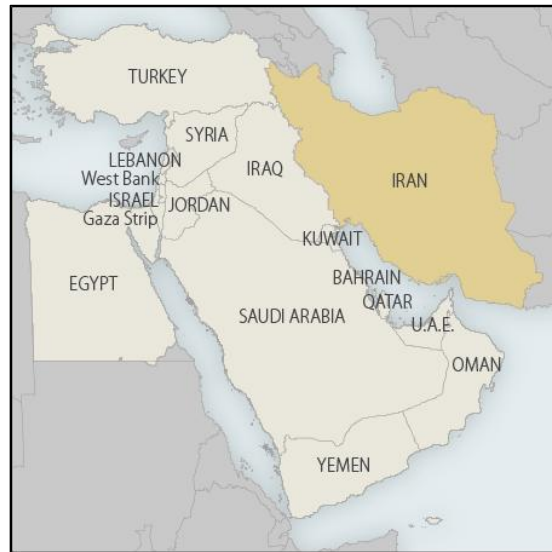 TURKEY
SYRIA
LEBANON
West Bank
IRAQ
IRAN
ISRAEL
JORDAN
Gaza Strip
KUWAIT
EGYPT
BAHRAIN
QATAR
SAUDI ARABIA
U.A.E.
OMAN
YEMEN